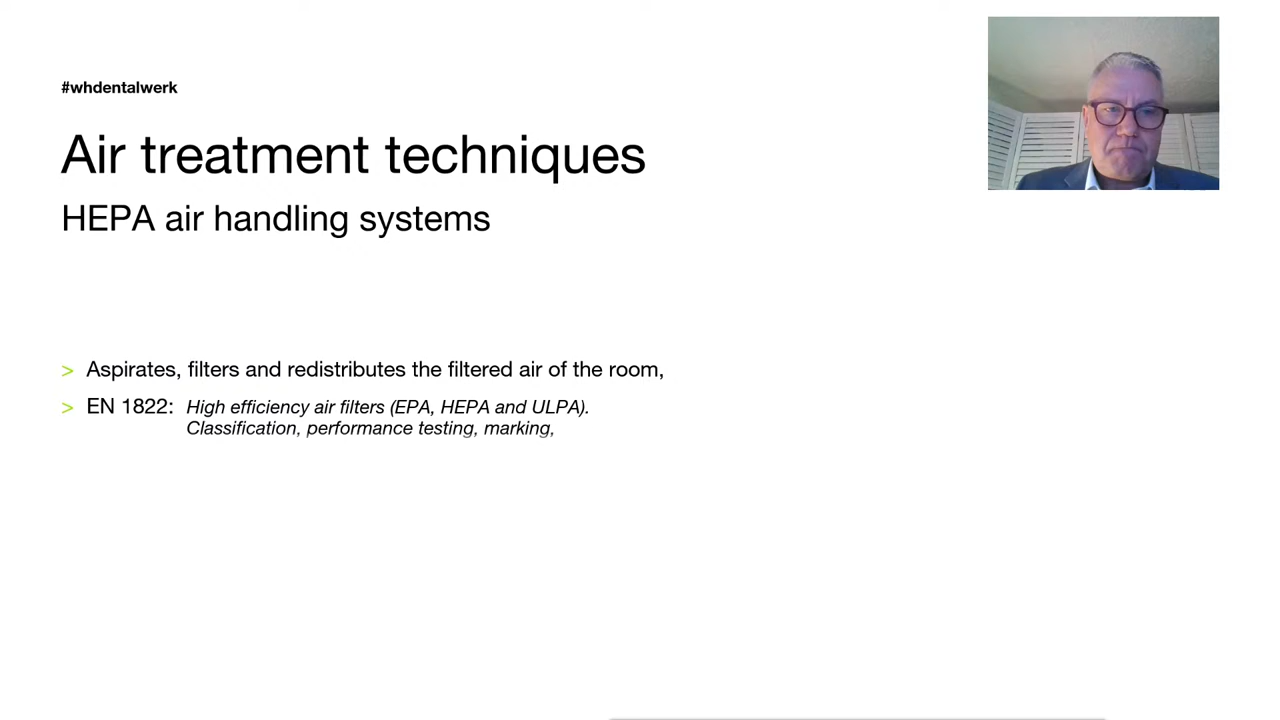 #whdentalwerk
Air treatment techniques
HEPA air handling systems
> Aspirates, filters and redistributes the filtered air of the room,
> EN 1822: High efficiency air filters (EPA, HEPA and ULPA).
Classification, performance testing, marking,